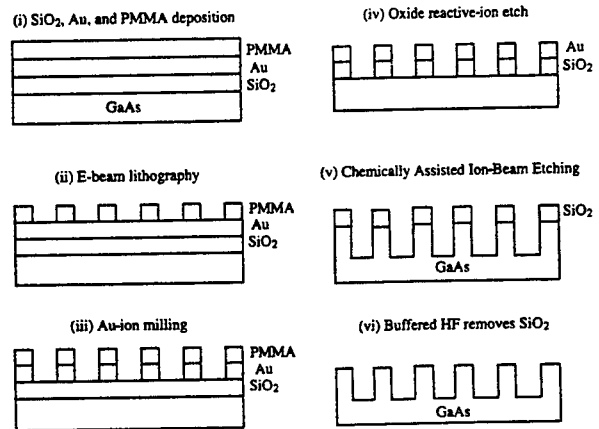 (i) SiO₂, Au, and PMMA deposition
PMMA
Au
SiO₂
GaAs
(ii) E-beam lithography
PMMA
Au
SiO₂
(iii) Au-ion milling
PMMA
Au
SiO₂
(iv) Oxide reactive-ion etch
Au
SiO₂
(v) Chemically Assisted Ion-Beam Etching
SiO₂
GaAs
(vi) Buffered HF removes SiO₂
GaAs